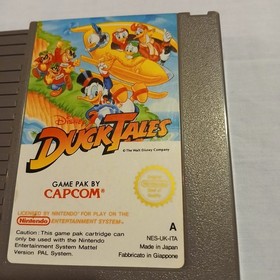 Disney's
DUCKTALES
© The Walt Disney Company
GAME PAK BY
CAPCOM®
LICENSED BY NINTENDO FOR PLAY ON THE
Nintendo ENTERTAINMENT SYSTEM
Caution: This game pak cartridge can
only be used with the Nintendo
Entertainment System Mattel
Version PAL System.
A
NES-UK-ITA
Made in Japan
Fabbricato in Giappone